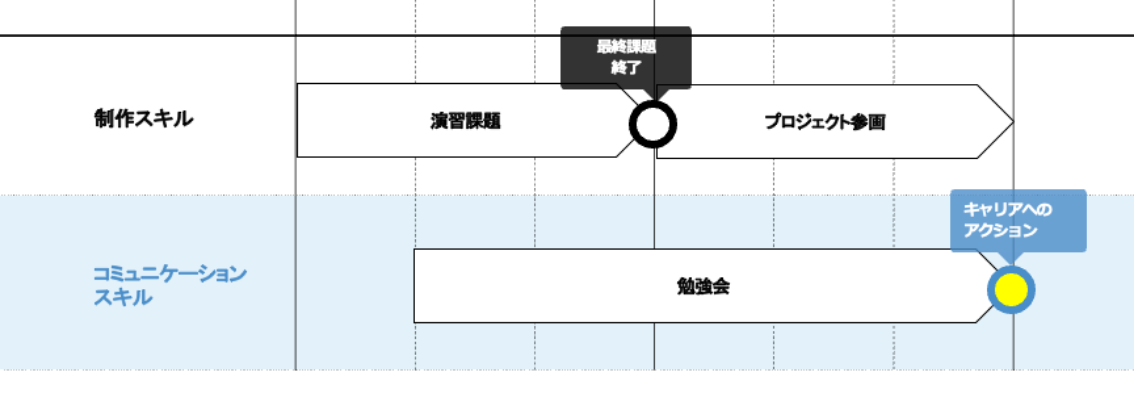 最終課題
終了
制作スキル
演習課題
プロジェクト参画
キャリアへの
アクション
コミュニケーション
スキル
勉強会